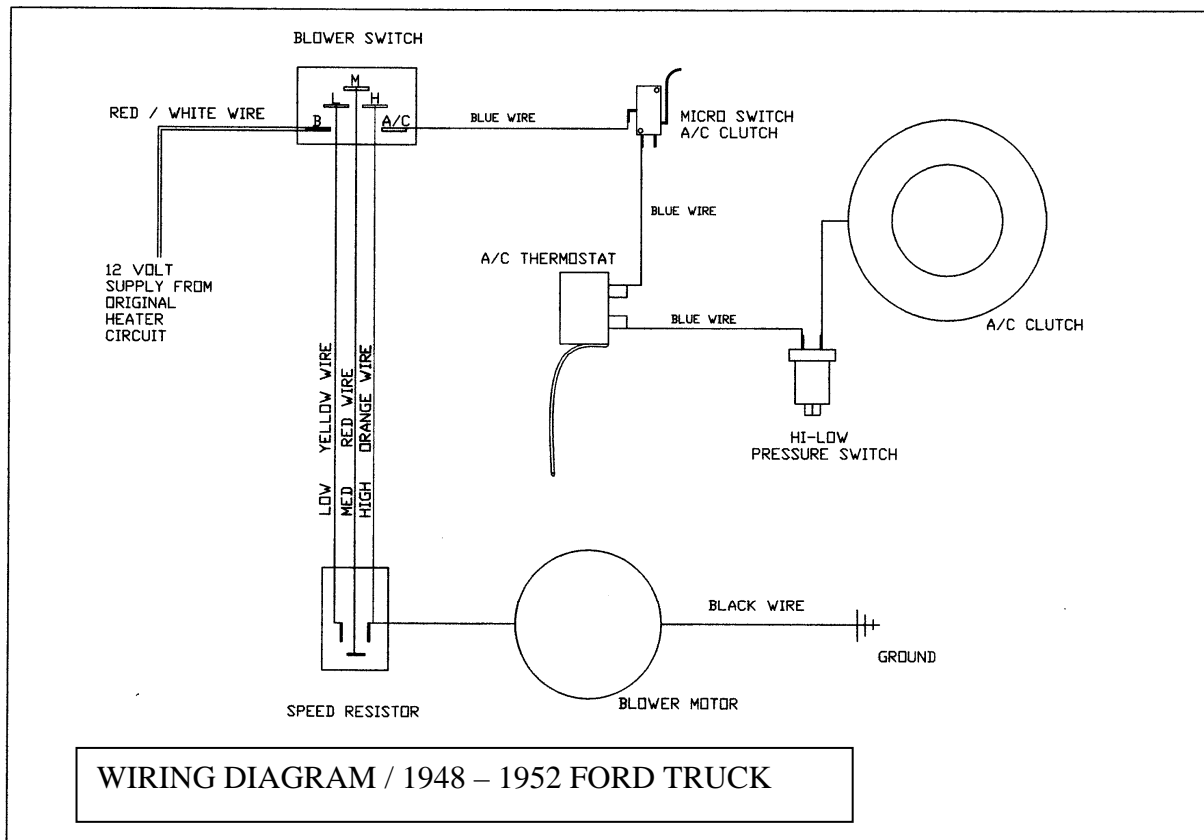 BLOWER SWITCH
M
L
H
B
A/C
RED / WHITE WIRE
BLUE WIRE
MICRO SWITCH
A/C CLUTCH
BLUE WIRE
12 VOLT
SUPPLY FROM
ORIGINAL
HEATER
CIRCUIT
A/C THERMOSTAT
BLUE WIRE
A/C CLUTCH
HI-LOW
PRESSURE SWITCH
LOW YELLOW WIRE
MED RED WIRE
HIGH ORANGE WIRE
BLACK WIRE
GROUND
SPEED RESISTOR
BLOWER MOTOR
WIRING DIAGRAM / 1948 – 1952 FORD TRUCK